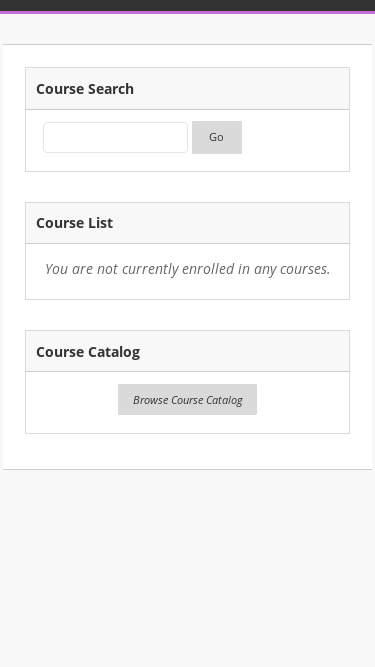 Course Search
Go
Course List
You are not currently enrolled in any courses.
Course Catalog
Browse Course Catalog